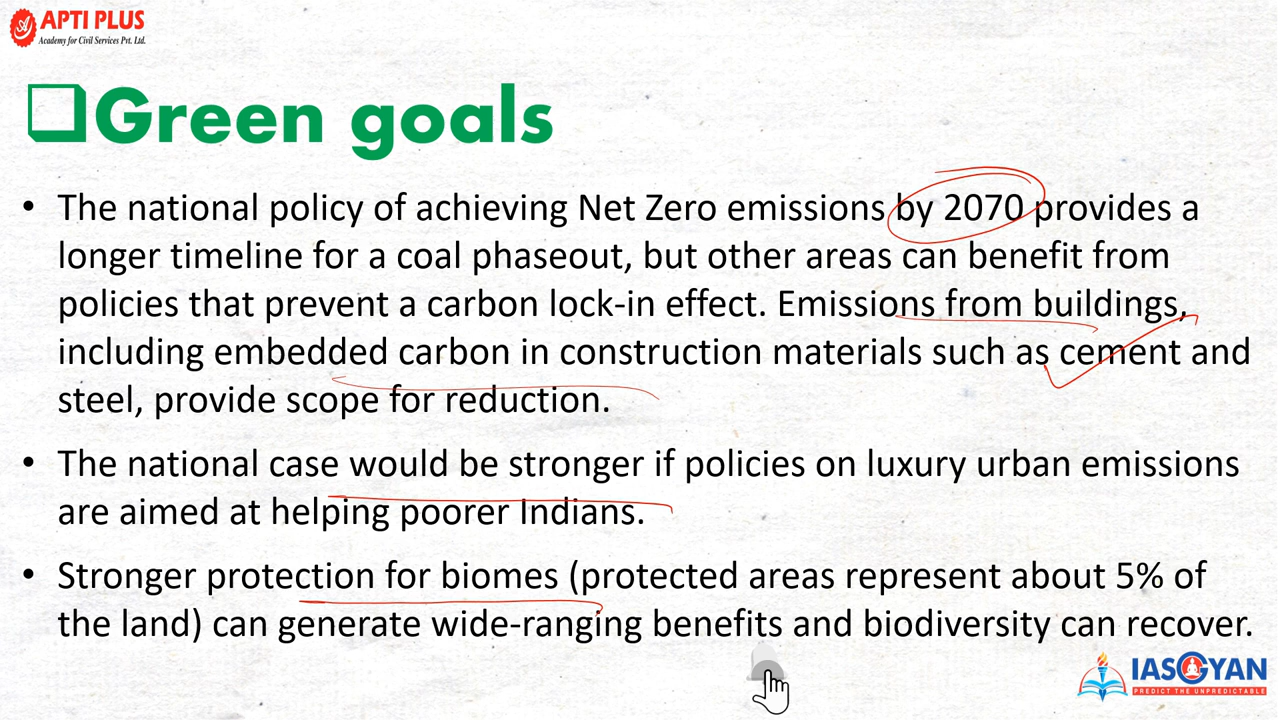 APTI PLUS
Academy for Civil Services Pvt. Ltd.
Green goals
• The national policy of achieving Net Zero emissions by 2070 provides a
longer timeline for a coal phaseout, but other areas can benefit from
policies that prevent a carbon lock-in effect. Emissions from buildings,
including embedded carbon in construction materials such as cement and
steel, provide scope for reduction.
• The national case would be stronger if policies on luxury urban emissions
are aimed at helping poorer Indians.
• Stronger protection for biomes (protected areas represent about 5% of
the land) can generate wide-ranging benefits and biodiversity can recover.
IASGYAN
PREDICT THE UNPREDICTABLE